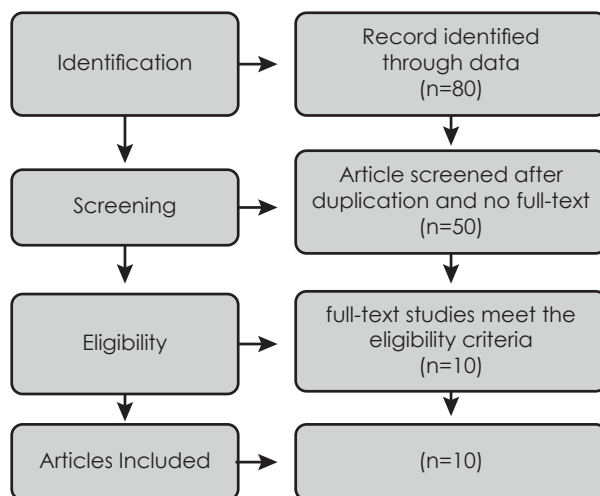 Identification
Record identified
through data
(n=80)
Screening
Article screened after
duplication and no full-text
(n=50)
Eligibility
full-text studies meet the
eligibility criteria
(n=10)
Articles Included
(n=10)